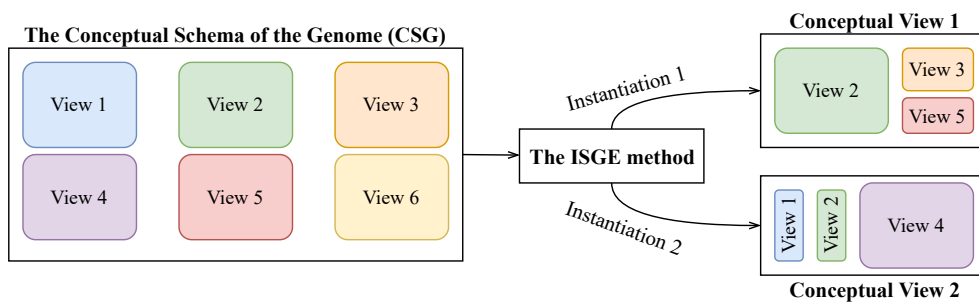 The Conceptual Schema of the Genome (CSG)
View 1
View 2
View 3
View 4
View 5
View 6
The ISGE method
Instantiation 1
Instantiation 2
Conceptual View 1
View 2
View 3
View 5
View 1
View 2
View 4
Conceptual View 2